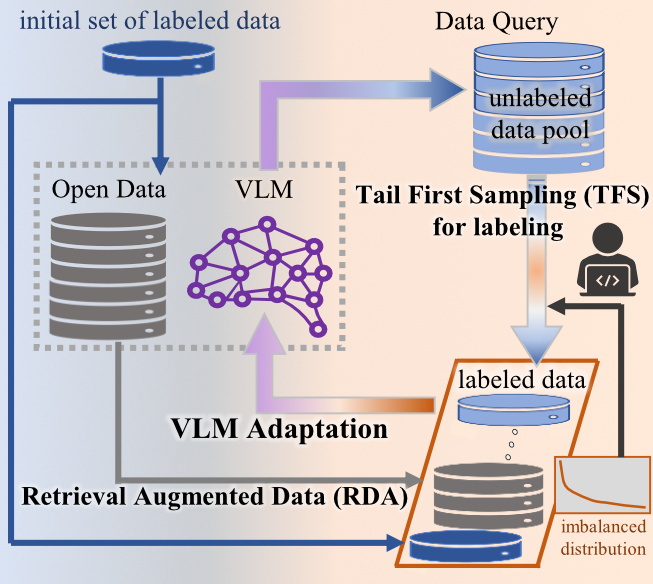 initial set of labeled data
Data Query
unlabeled
data pool
Open Data
VLM
Tail First Sampling (TFS)
for labeling
</>
labeled data
VLM Adaptation
Retrieval Augmented Data (RDA)
imbalanced
distribution